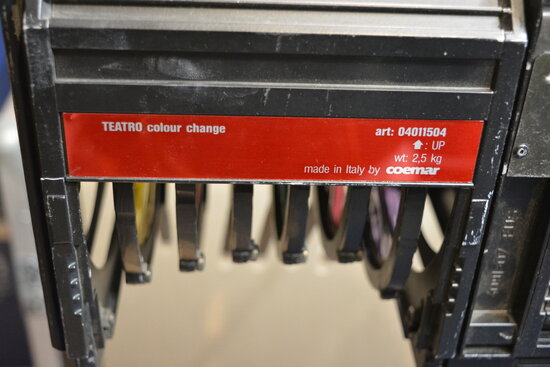 TEATRO colour change
art: 04011504
⬆: UP
wt: 2,5 kg
made in Italy by coemar